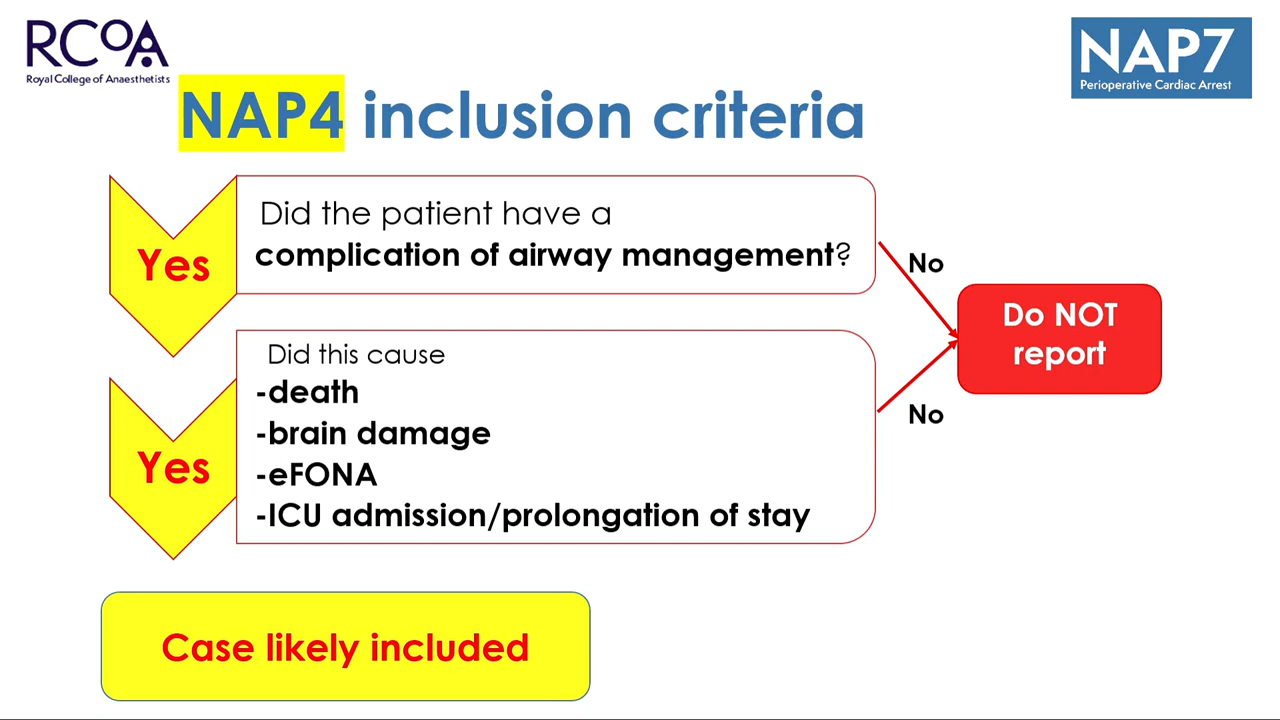 RCOA
Royal College of Anaesthetists
NAP7
Perioperative Cardiac Arrest
NAP4 inclusion criteria
Yes
Did the patient have a
complication of airway management?
No
Do NOT
report
Yes
Did this cause
-death
-brain damage
-eFONA
-ICU admission/prolongation of stay
No
Case likely included